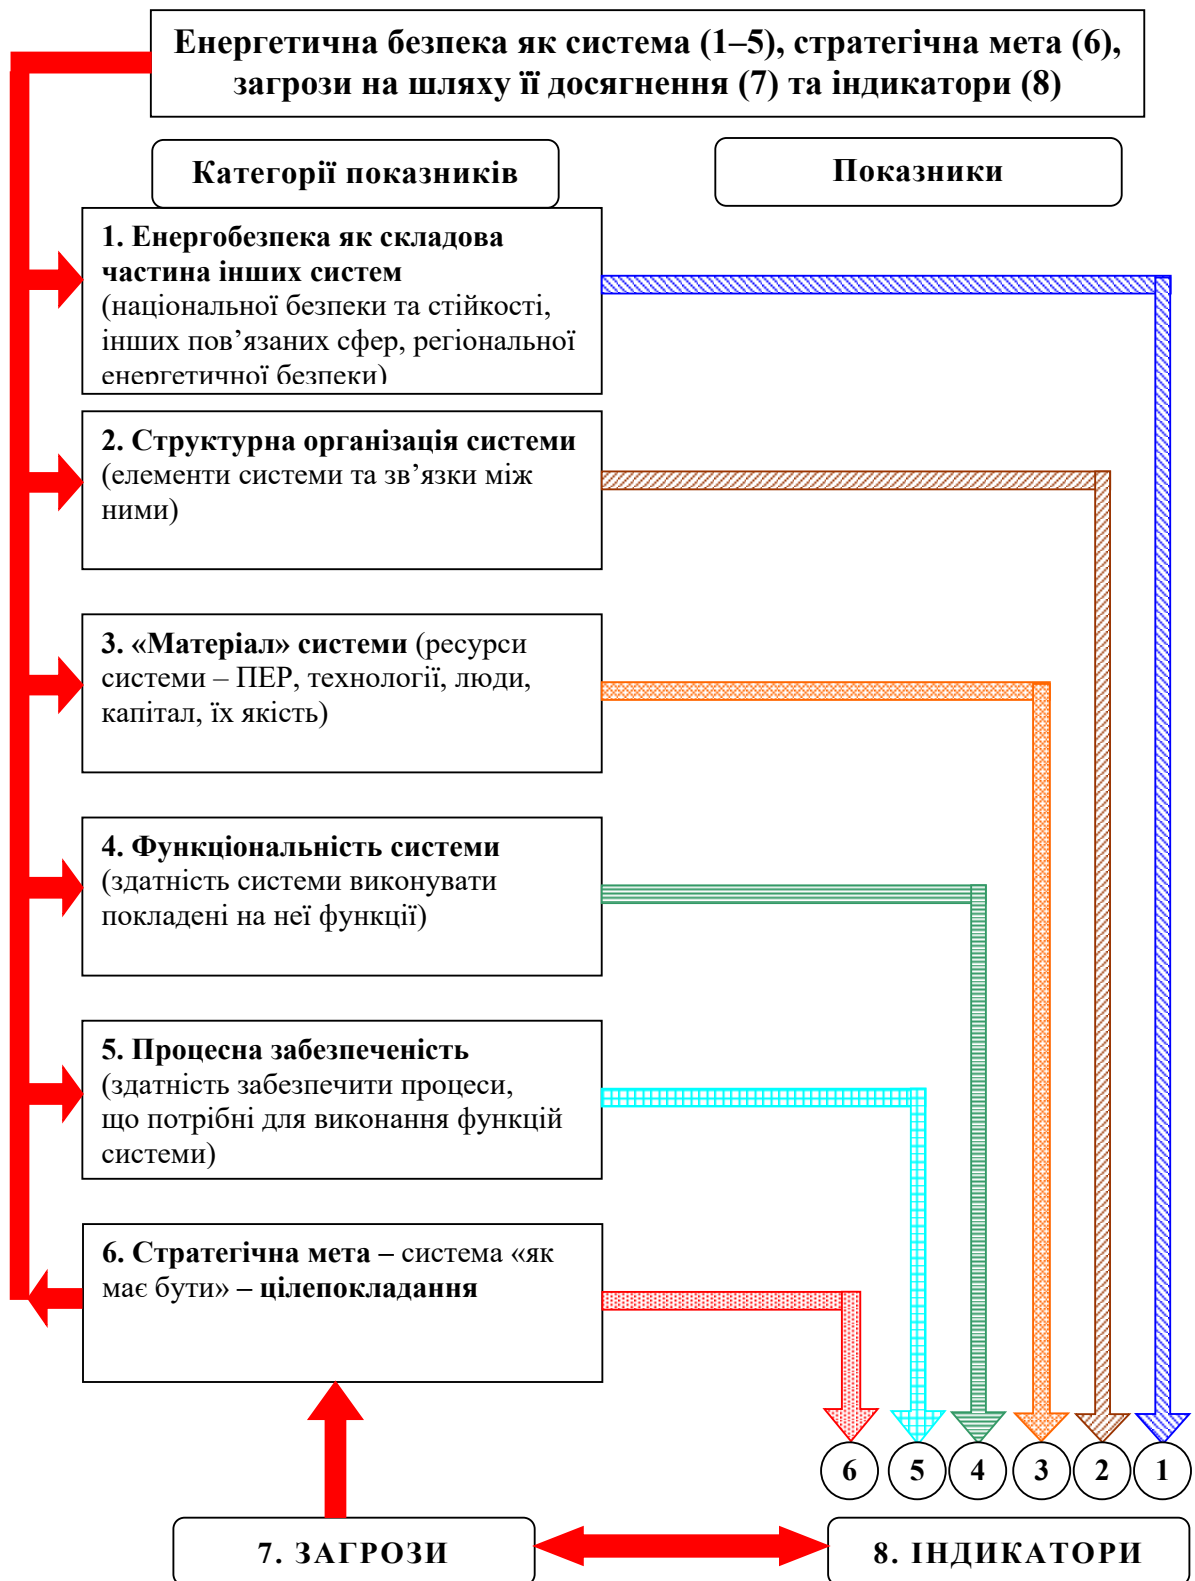 Енергетична безпека як система (1–5), стратегічна мета (6),
загрози на шляху її досягнення (7) та індикатори (8)
Категорії показників
Показники
1. Енергобезпека як складова
частина інших систем
(національної безпеки та стійкості,
інших пов’язаних сфер, регіональної
енергетичної безпеки)
2. Структурна організація системи
(елементи системи та зв’язки між
ними)
3. «Матеріал» системи (ресурси
системи – ПЕР, технології, люди,
капітал, їх якість)
4. Функціональність системи
(здатність системи виконувати
покладені на неї функції)
5. Процесна забезпеченість
(здатність забезпечити процеси,
що потрібні для виконання функцій
системи)
6. Стратегічна мета – система «як
має бути» – цілепокладання
6 5 4 3 2 1
7. ЗАГРОЗИ
8. ІНДИКАТОРИ